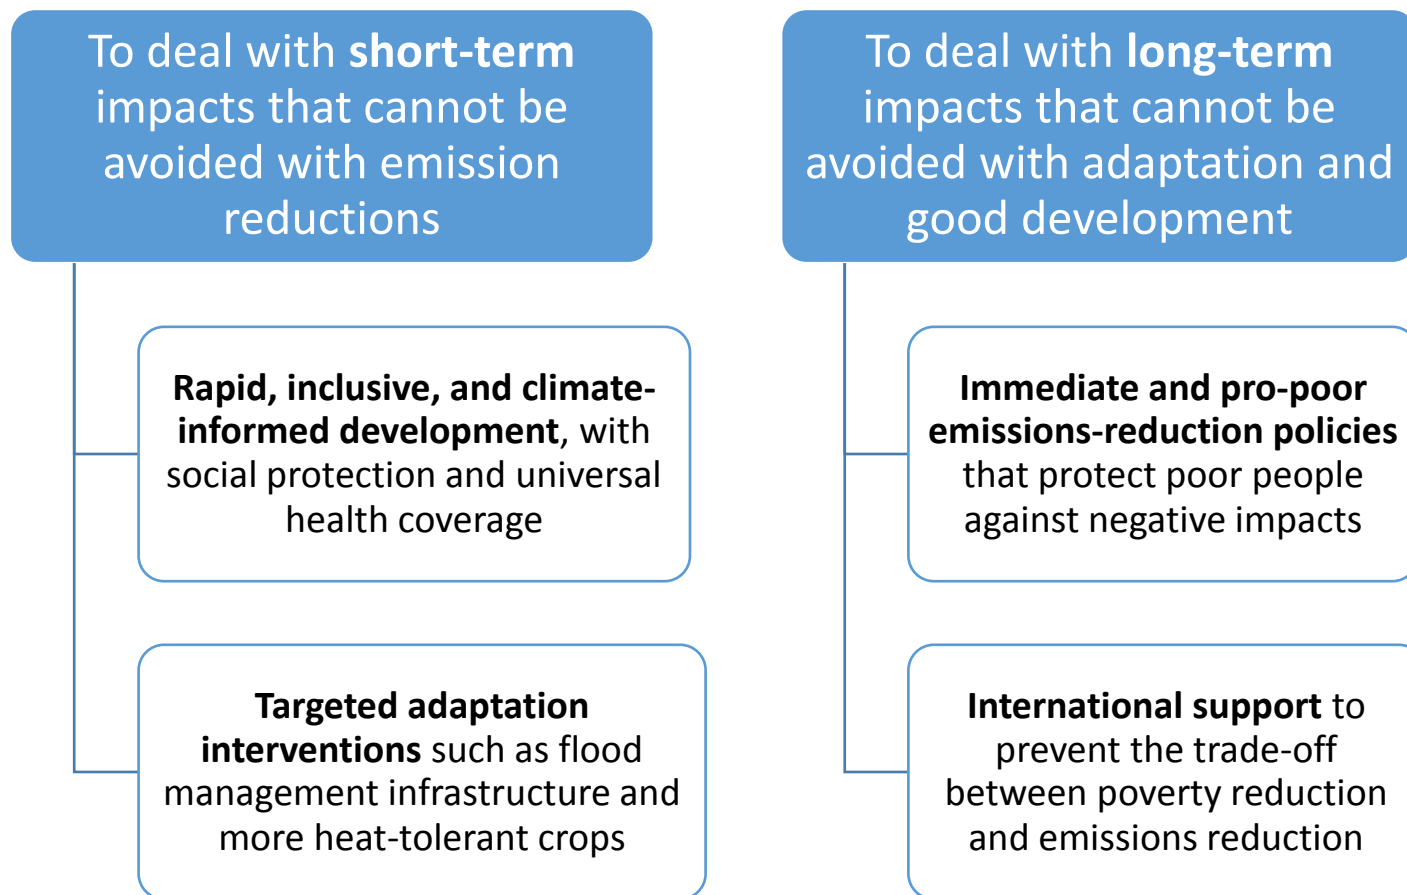 To deal with short-term
impacts that cannot be
avoided with emission
reductions
Rapid, inclusive, and climate-
informed development, with
social protection and universal
health coverage
Targeted adaptation
interventions such as flood
management infrastructure and
more heat-tolerant crops
To deal with long-term
impacts that cannot be
avoided with adaptation and
good development
Immediate and pro-poor
emissions-reduction policies
that protect poor people
against negative impacts
International support to
prevent the trade-off
between poverty reduction
and emissions reduction